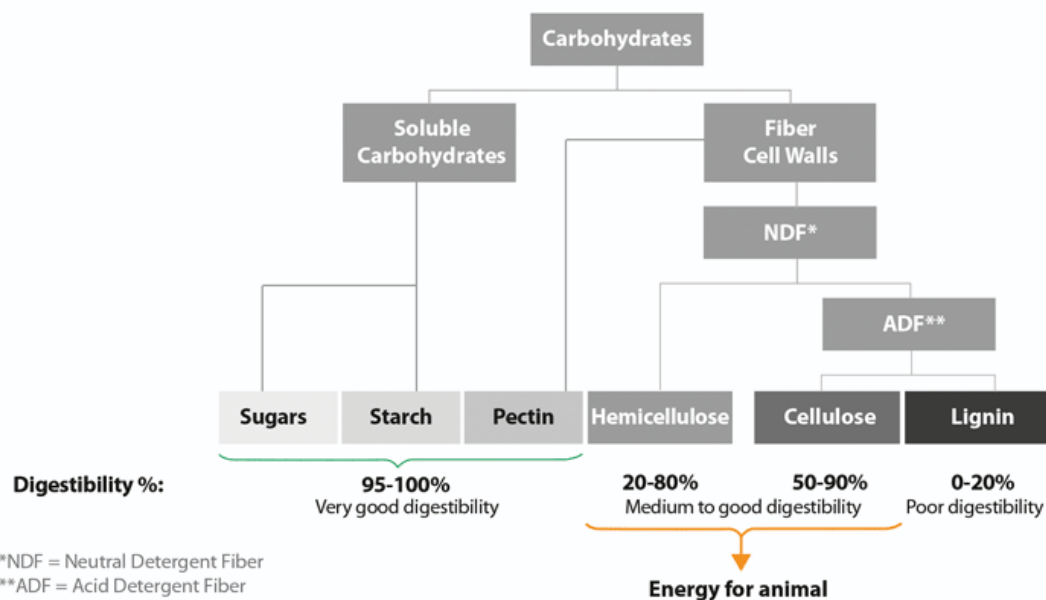 Carbohydrates
Soluble
Carbohydrates
Fiber
Cell Walls
NDF*
ADF**
Sugars
Starch
Pectin
Hemicellulose
Cellulose
Lignin
Digestibility %:
95-100%
Very good digestibility
20-80%
50-90%
Medium to good digestibility
0-20%
Poor digestibility
*NDF = Neutral Detergent Fiber
**ADF = Acid Detergent Fiber
Energy for animal